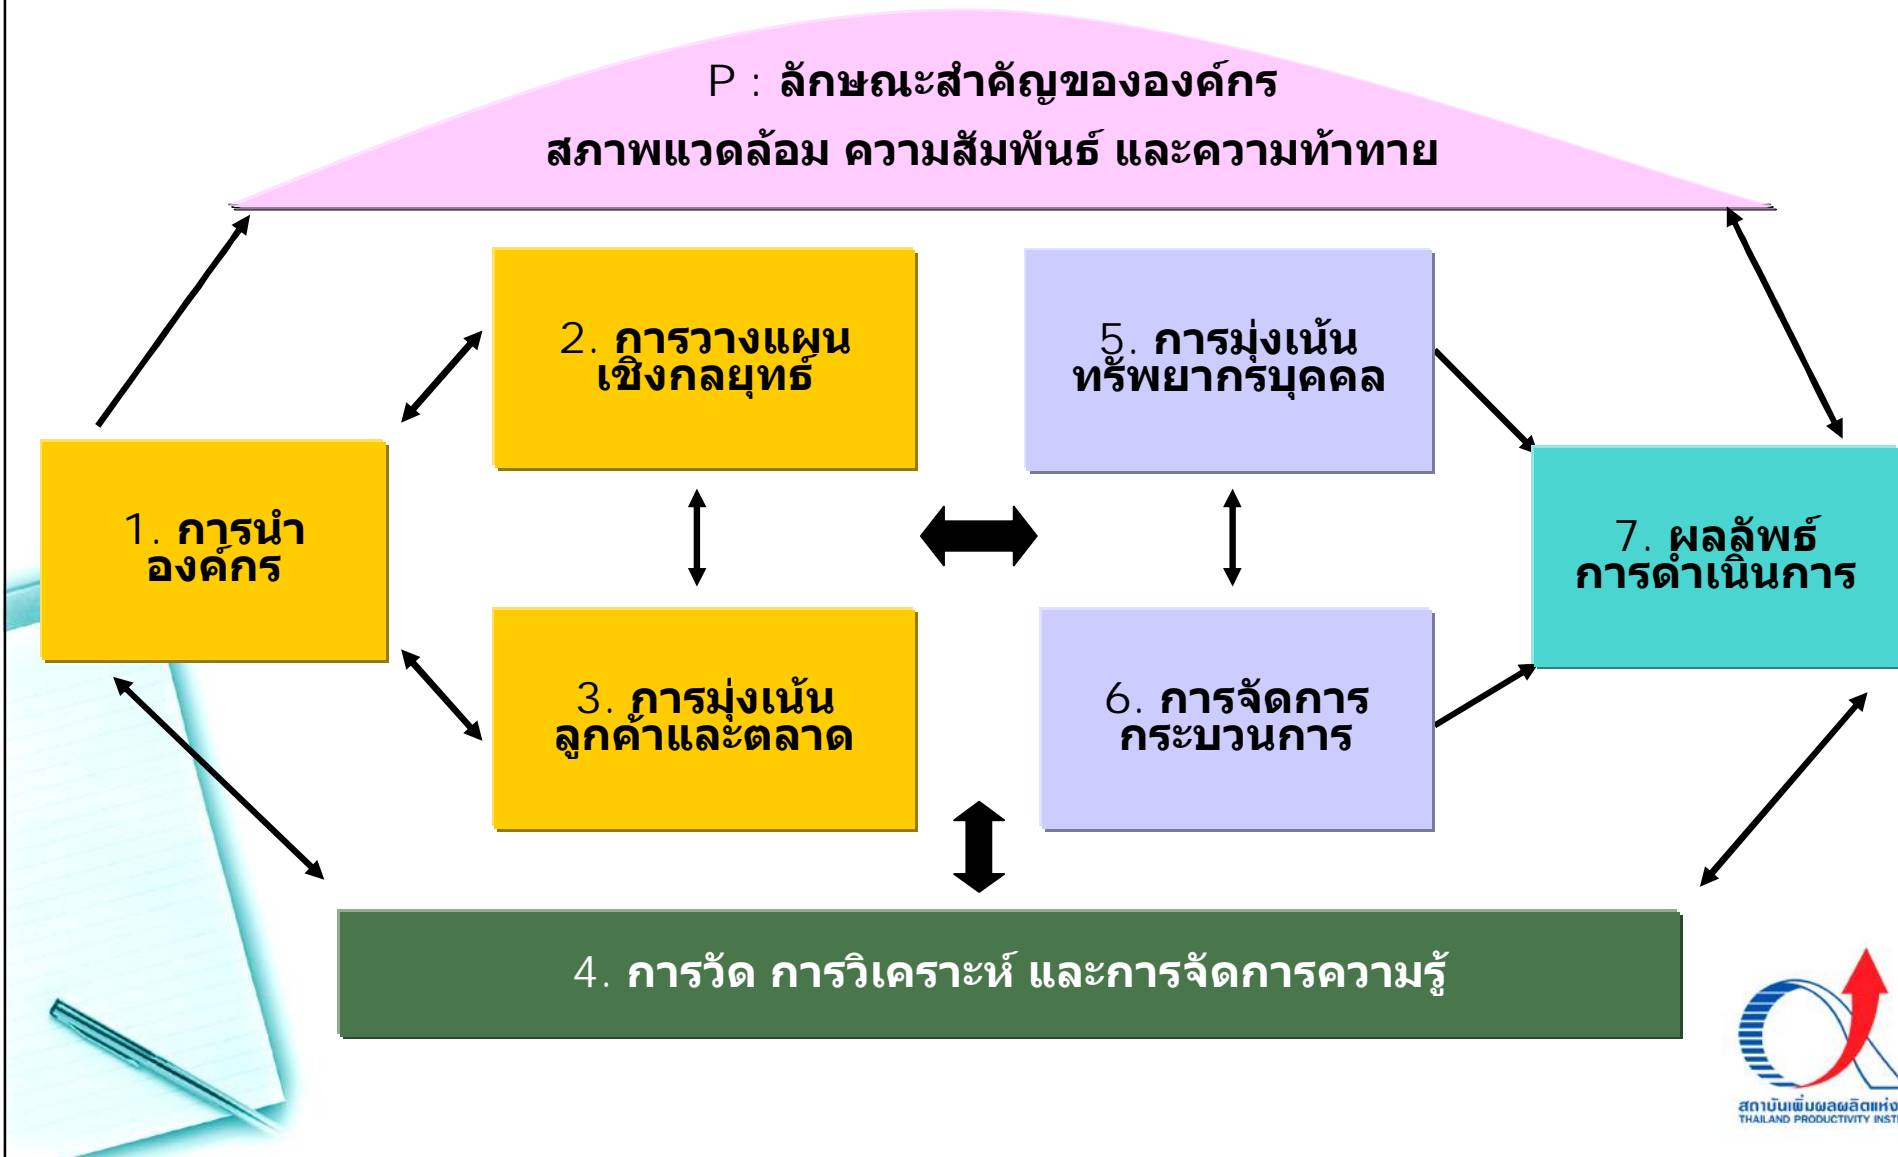 P : ลักษณะสำคัญขององค์กร
สภาพแวดล้อม ความสัมพันธ์ และความท้าทาย
2. การวางแผน
เชิงกลยุทธ์
5. การมุ่งเน้น
ทรัพยากรบุคคล
1. การนำ
องค์กร
7. ผลลัพธ์
การดำเนินการ
3. การมุ่งเน้น
ลูกค้าและตลาด
6. การจัดการ
กระบวนการ
4. การวัด การวิเคราะห์ และการจัดการความรู้
สถาบันเพิ่มผลผลิตแห่ง
THAILAND PRODUCTIVITY